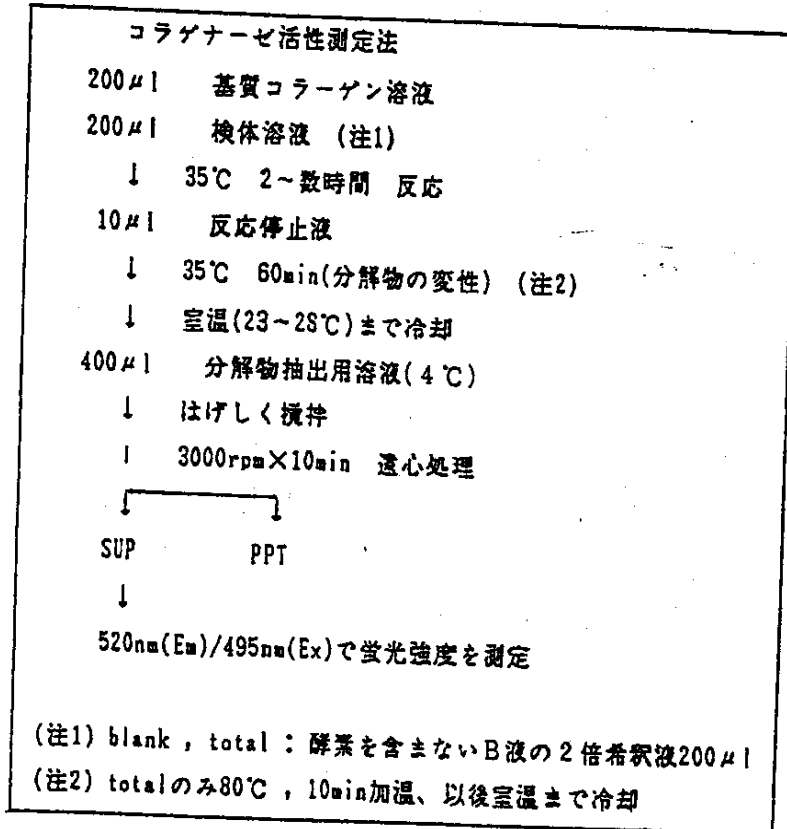 コラゲナーゼ活性測定法
200μl 基質コラーゲン溶液
200μl 検体溶液 (注1)
↓ 35℃ 2~数時間 反応
10μl 反応停止液
↓ 35℃ 60min(分解物の変性) (注2)
↓ 室温(23~28℃)まで冷却
400μl 分解物抽出用溶液(4℃)
↓ はげしく攪拌
↓ 3000rpm×10min 遠心処理
SUP PPT
↓
520nm(Em)/495nm(Ex)で蛍光強度を測定
(注1) blank , total : 酵素を含まないB液の2倍希釈液200μl
(注2) totalのみ80℃ , 10min加温、以後室温まで冷却